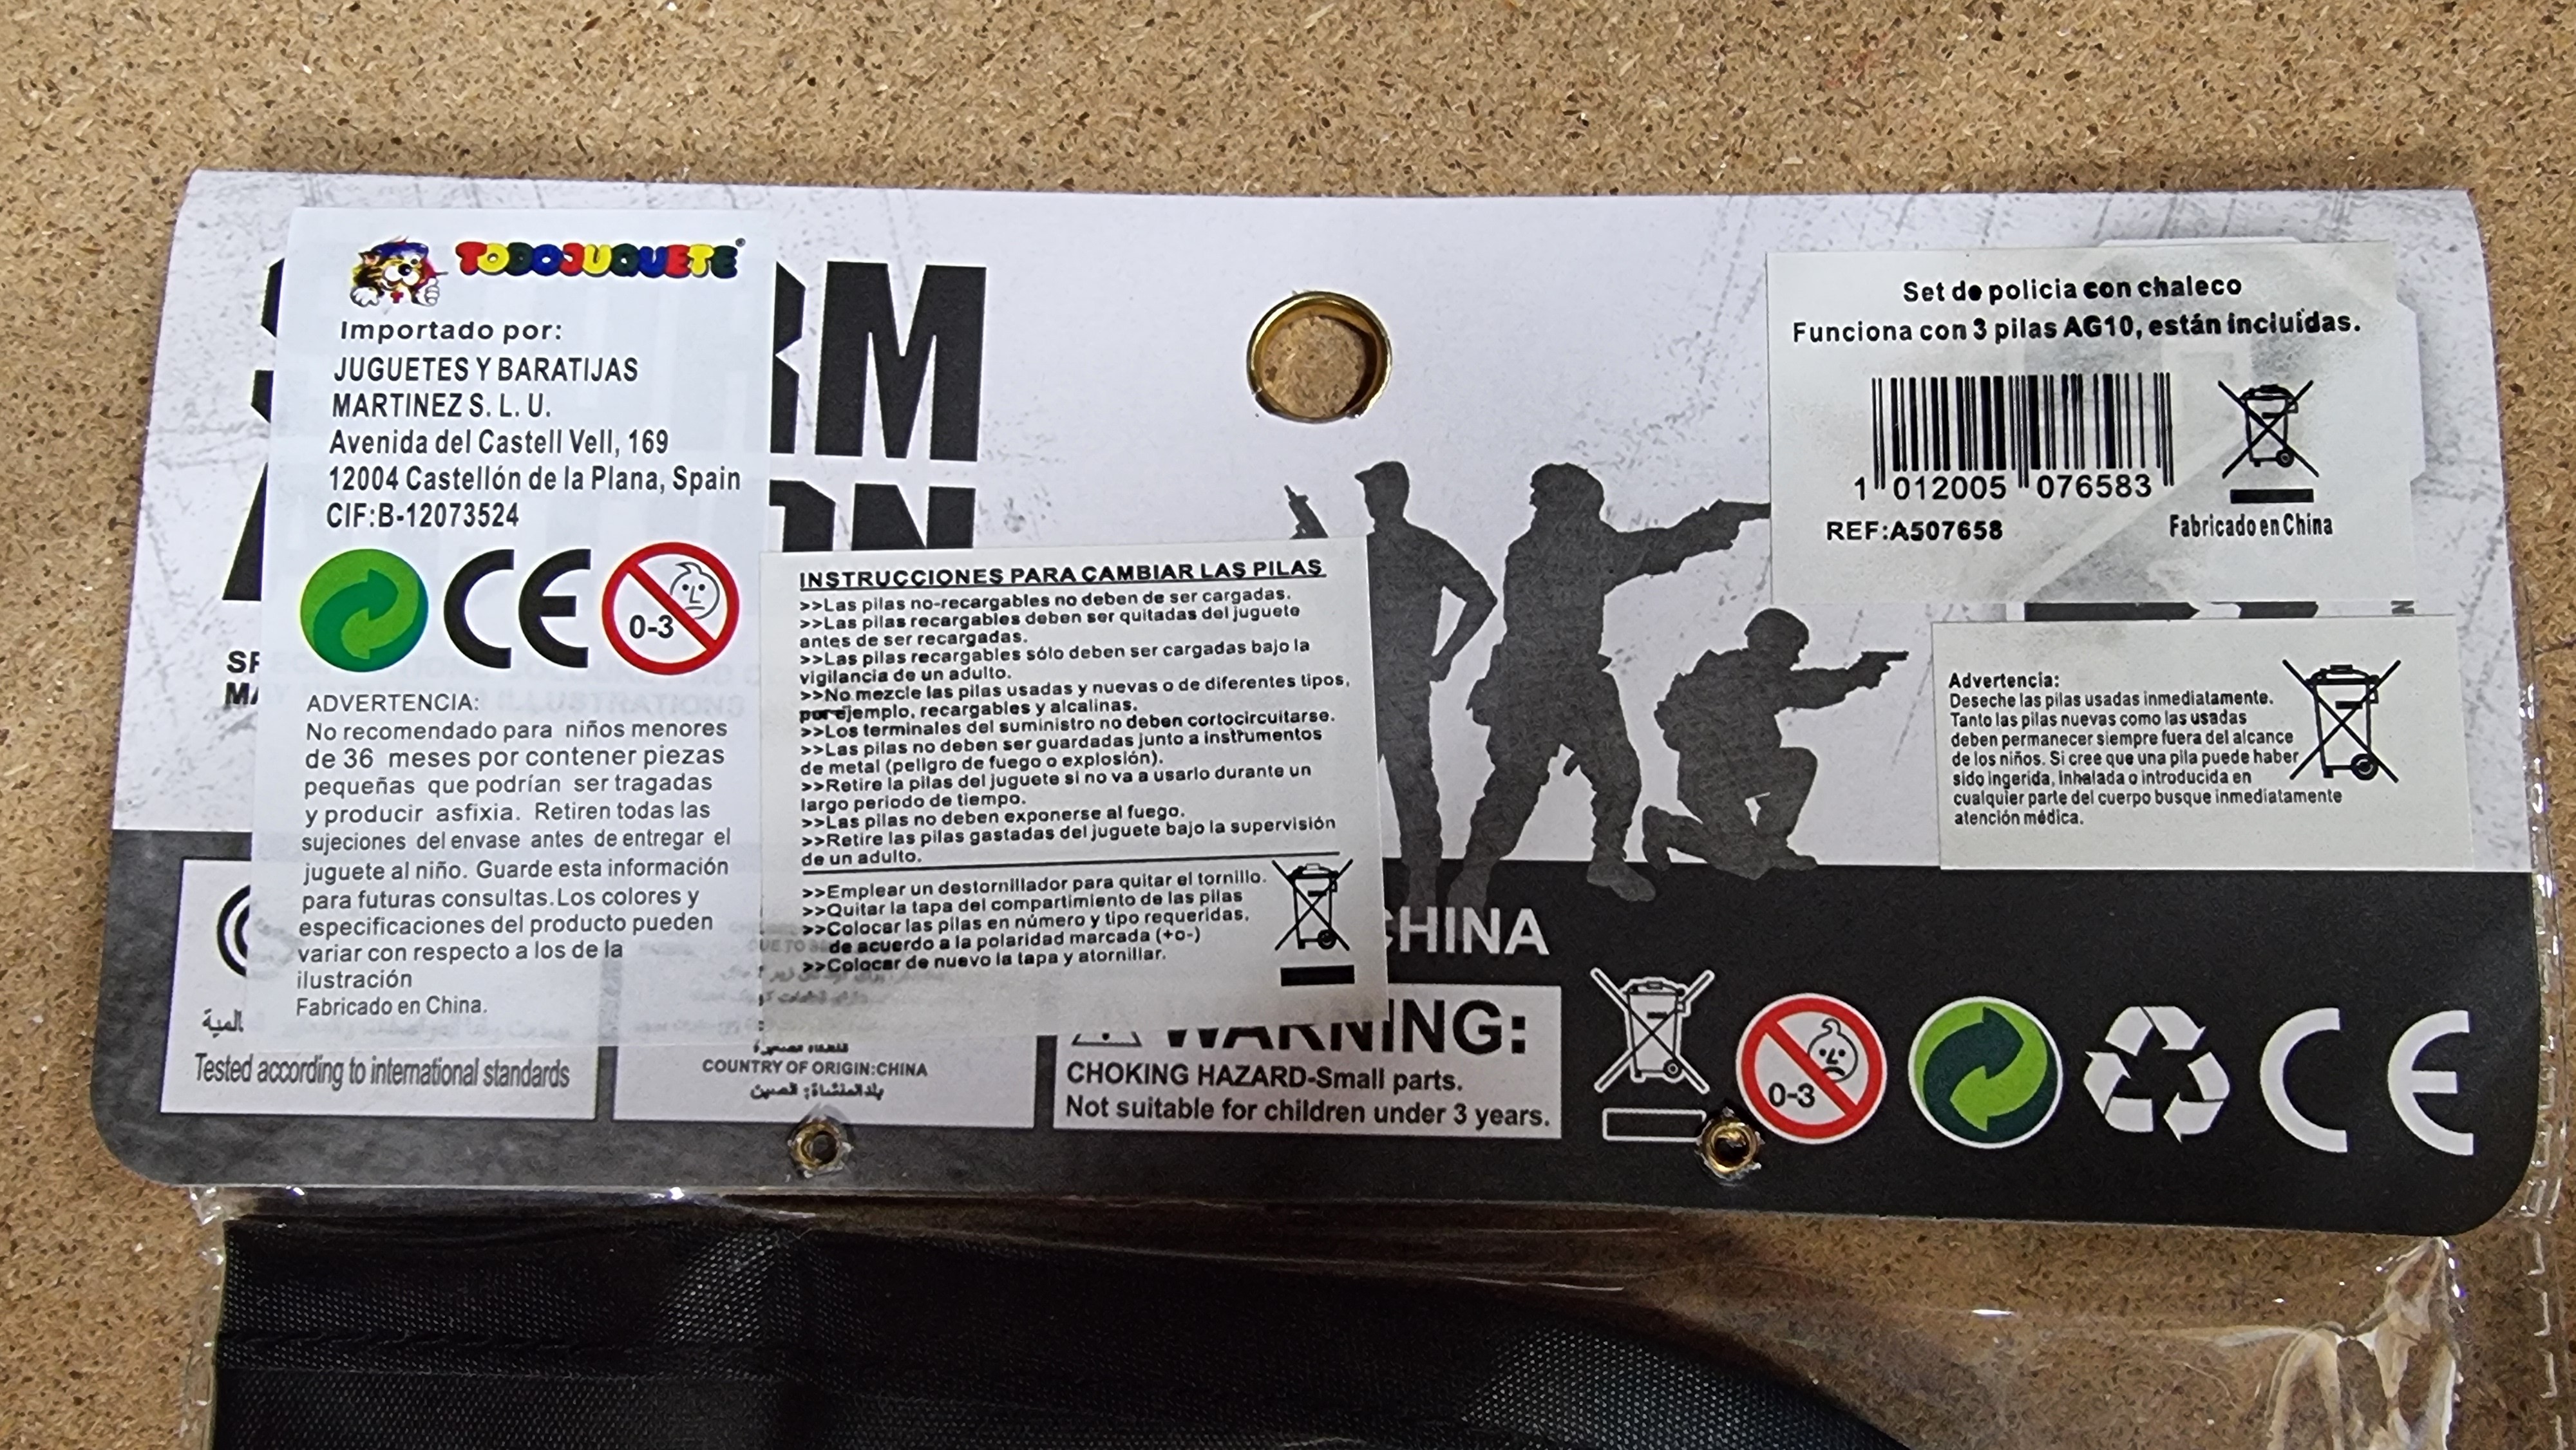 TODOJUGUETE®
Importado por:
JUGUETES Y BARATIJAS
MARTINEZ S. L. U.
Avenida del Castell Vell, 169
12004 Castellón de la Plana, Spain
CIF:B-12073524
CE
0-3
ADVERTENCIA:
No recomendado para niños menores
de 36 meses por contener piezas
pequeñas que podrían ser tragadas
y producir asfixia. Retiren todas las
sujeciones del envase antes de entregar el
juguete al niño. Guarde esta información
para futuras consultas.Los colores y
especificaciones del producto pueden
variar con respecto a los de la
ilustración
Fabricado en China.
Tested according to international standards
INSTRUCCIONES PARA CAMBIAR LAS PILAS
>>Las pilas no-recargables no deben de ser cargadas.
>>Las pilas recargables deben ser quitadas del juguete
antes de ser recargadas.
>>Las pilas recargables sólo deben ser cargadas bajo la
vigilancia de un adulto.
>>No mezcle las pilas usadas y nuevas o de diferentes tipos,
por ejemplo, recargables y alcalinas.
>>Los terminales del suministro no deben cortocircuitarse.
>>Las pilas no deben ser guardadas junto a instrumentos
de metal (peligro de fuego o explosión).
>>Retire la pilas del juguete si no va a usarlo durante un
largo periodo de tiempo.
>>Las pilas no deben exponerse al fuego.
>>Retire las pilas gastadas del juguete bajo la supervisión
de un adulto.
>>Emplear un destornillador para quitar el tornillo.
>>Quitar la tapa del compartimiento de las pilas
>>Colocar las pilas en número y tipo requeridas,
de acuerdo a la polaridad marcada (+o-)
>>Colocar de nuevo la tapa y atornillar.
COUNTRY OF ORIGIN:CHINA
بلد المنشأة: الصين
CHINA
WARNING:
CHOKING HAZARD-Small parts.
Not suitable for children under 3 years.
Set de policia con chaleco
Funciona con 3 pilas AG10, están incluidas.
1 012005 076583
REF:A507658
Fabricado en China
Advertencia:
Deseche las pilas usadas inmediatamente.
Tanto las pilas nuevas como las usadas
deben permanecer siempre fuera del alcance
de los niños. Si cree que una pila puede haber
sido ingerida, inhalada o introducida en
cualquier parte del cuerpo busque inmediatamente
atención médica.
0-3
CE